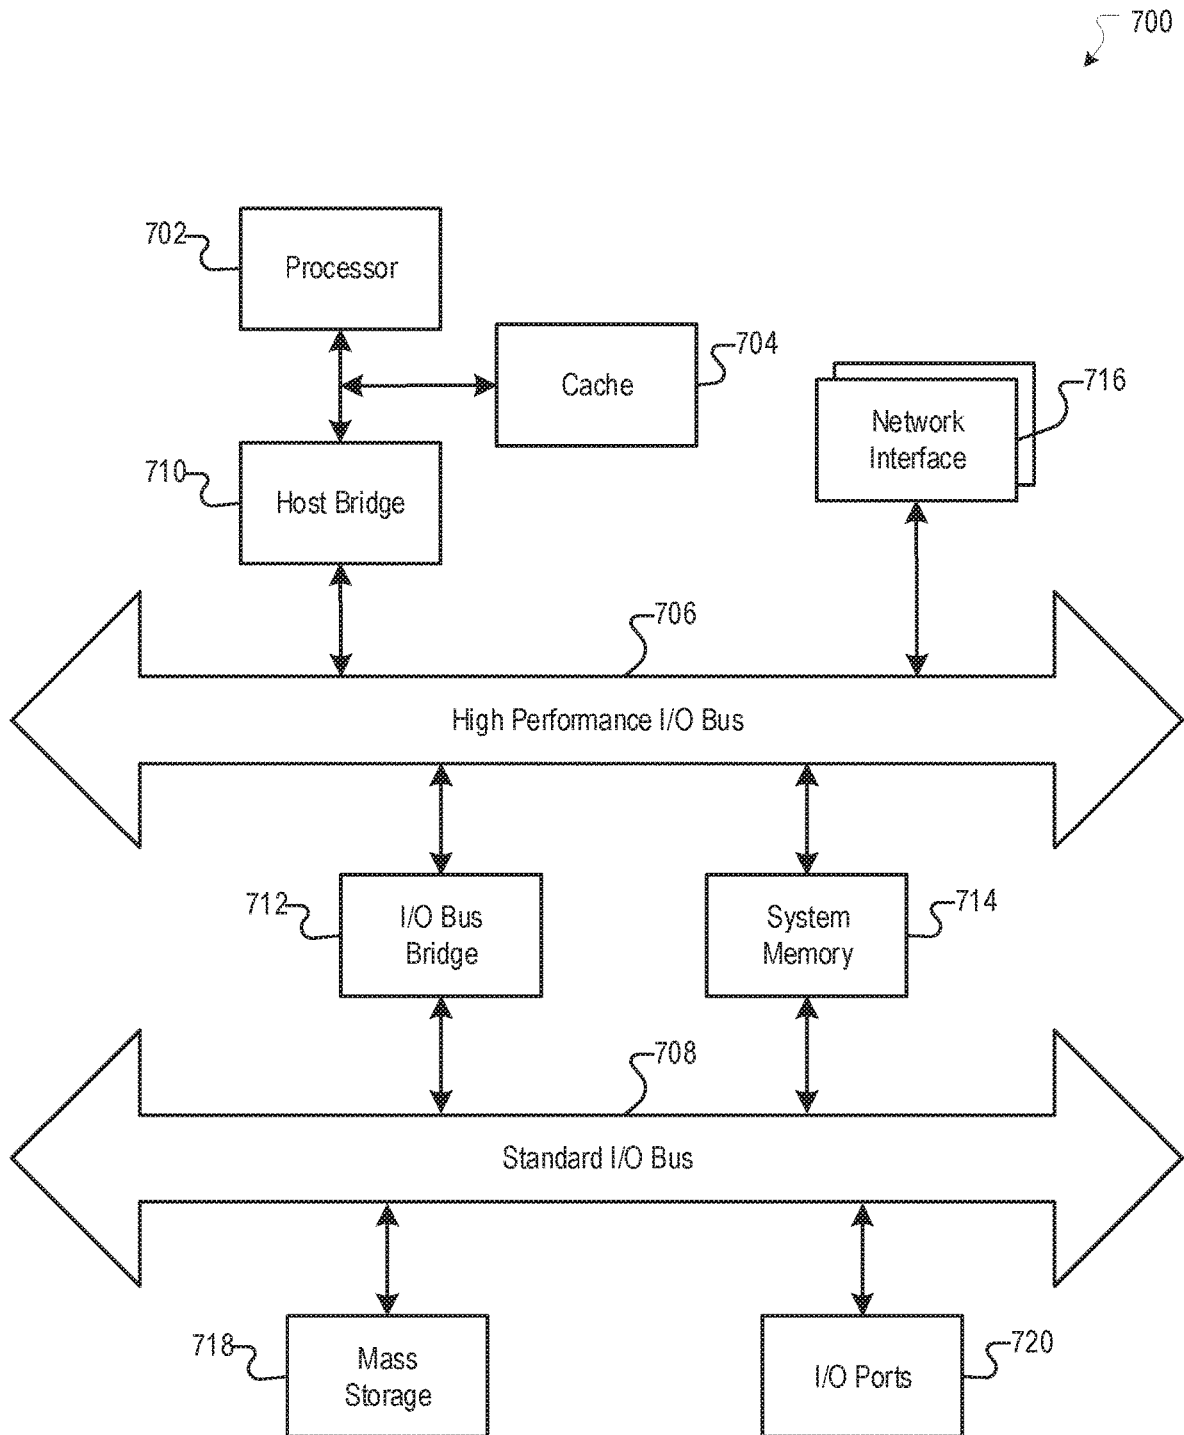 700
702
Processor
704
Cache
716
Network
Interface
710
Host Bridge
706
High Performance I/O Bus
712
I/O Bus
Bridge
System
Memory
714
708
Standard I/O Bus
718
Mass
Storage
I/O Ports
720